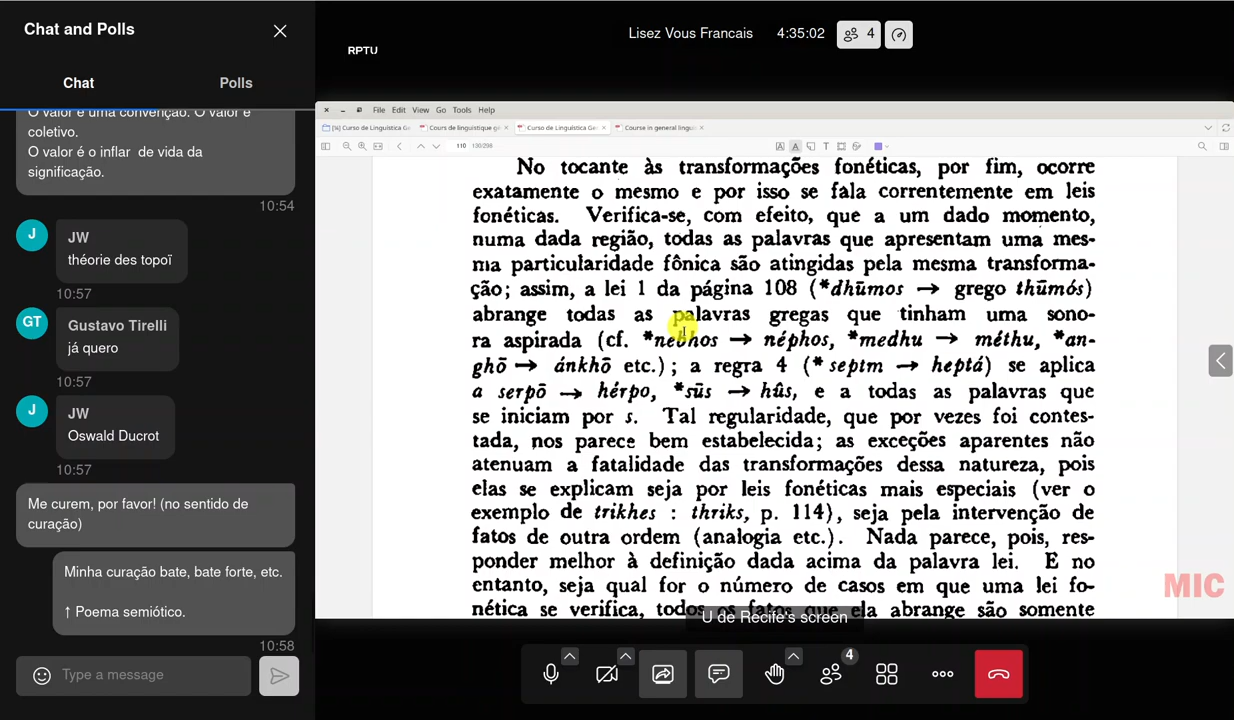 Chat and Polls
Chat
Polls
O valor é uma convenção. O valor é
coletivo.
O valor é o inflar de vida da
significação.
10:54
J
JW
théorie des topoï
10:57
GT
Gustavo Tirelli
já quero
10:57
J
JW
Oswald Ducrot
10:57
Me curem, por favor! (no sentido de
curação)
Minha curação bate, bate forte, etc.
↑ Poema semiótico.
10:58
Type a message
RPTU
Lisez Vous Francais
4:35:02
4
File Edit View Go Tools Help
[%] Curso de Linguística Ge
Cours de linguistique gé
Curso de Linguística Ger
Course in general lingui
110 130/298
No tocante às transformações fonéticas, por fim, ocorre
exatamente o mesmo e por isso se fala correntemente em leis
fonéticas. Verifica-se, com efeito, que a um dado momento,
numa dada região, todas as palavras que apresentam uma mes-
ma particularidade fônica são atingidas pela mesma transforma-
ção; assim, a lei 1 da página 108 (*dhūmos → grego thūmós)
abrange todas as palavras gregas que tinham uma sono-
ra aspirada (cf. *nebhos → néphos, *medhu → méthu, *an-
ghō → ánkhō etc.); a regra 4 (*septm → heptá) se aplica
a serpō → hérpo, *sūs → hûs, e a todas as palavras que
se iniciam por s. Tal regularidade, que por vezes foi contes-
tada, nos parece bem estabelecida; as exceções aparentes não
atenuam a fatalidade das transformações dessa natureza, pois
elas se explicam seja por leis fonéticas mais especiais (ver o
exemplo de trikhes : thriks, p. 114), seja pela intervenção de
fatos de outra ordem (analogia etc.). Nada parece, pois, res-
ponder melhor à definição dada acima da palavra lei. E no
entanto, seja qual for o número de casos em que uma lei fo-
nética se verifica, todos os fatos que ela abrange são somente
MIC
U de Recife's screen
4